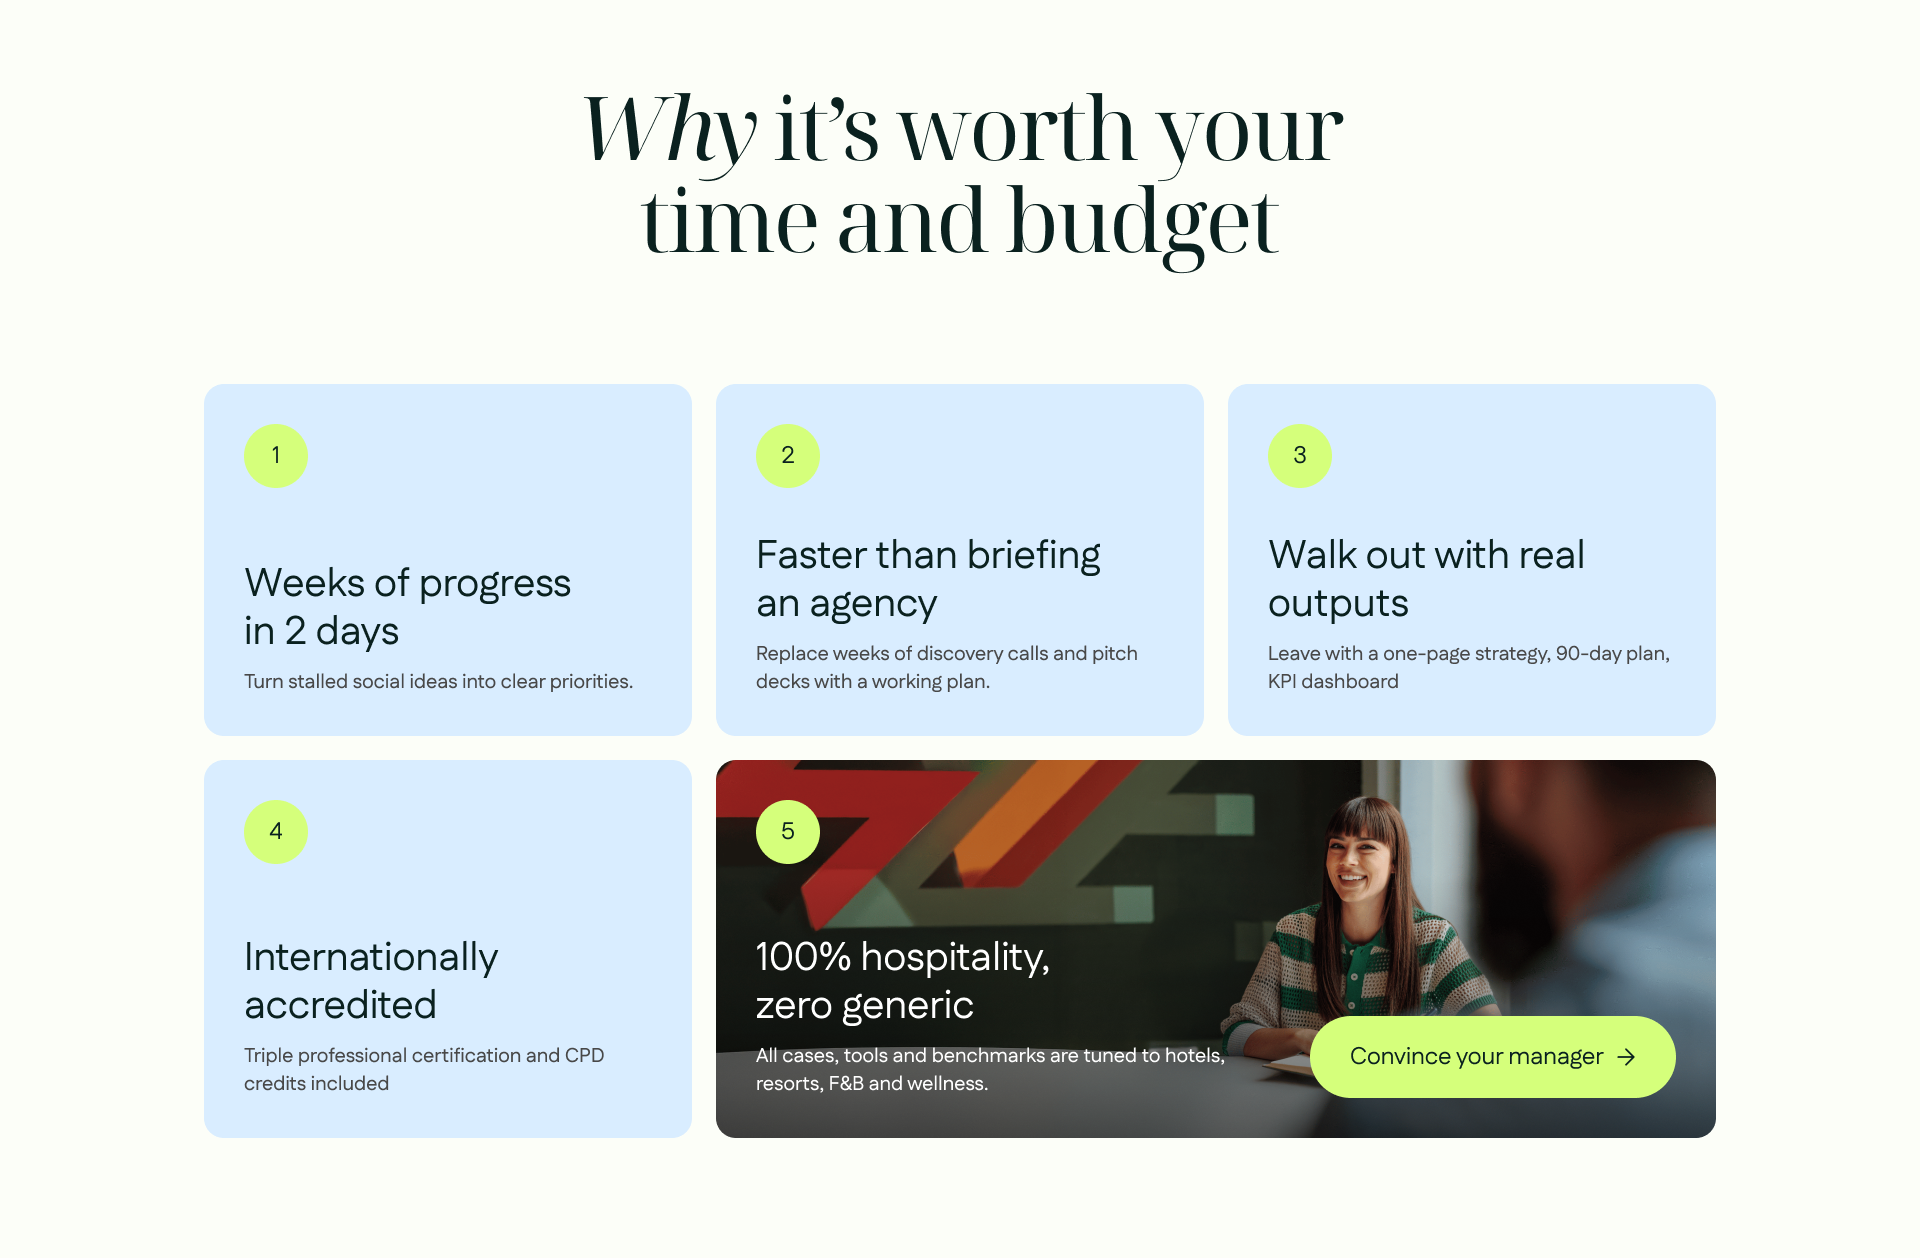 Why it’s worth your
time and budget
1
Weeks of progress
in 2 days
Turn stalled social ideas into clear priorities.
2
Faster than briefing
an agency
Replace weeks of discovery calls and pitch
decks with a working plan.
3
Walk out with real
outputs
Leave with a one-page strategy, 90-day plan,
KPI dashboard
4
Internationally
accredited
Triple professional certification and CPD
credits included
5
100% hospitality,
zero generic
All cases, tools and benchmarks are tuned to hotels,
resorts, F&B and wellness.
Convince your manager →